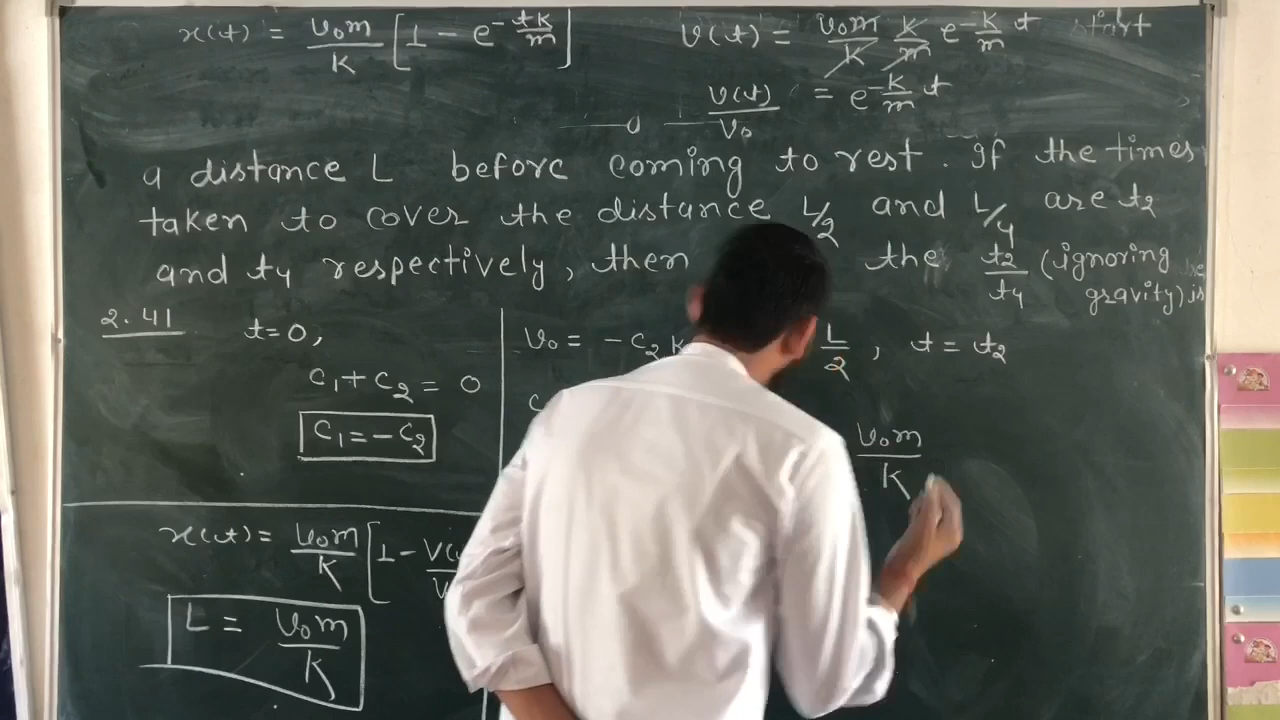 x(t) = v₀m/k [1 - e^(-tk/m)]
v(t) = v₀m/k k/m e^(-k/m t) start
v(t)/v₀ = e^(-k/m t)
a distance L before coming to rest. If the times
taken to cover the distance L/2 and L/4 are t₂
and t₄ respectively, then the t₂/t₄ (ignoring
gravity) is
2.41 t=0,
c₁ + c₂ = 0
c₁ = -c₂
v₀ = -c₂ k
L/2 , t = t₂
v₀m/k
x(t) = v₀m/k [1 -
L = v₀m/k